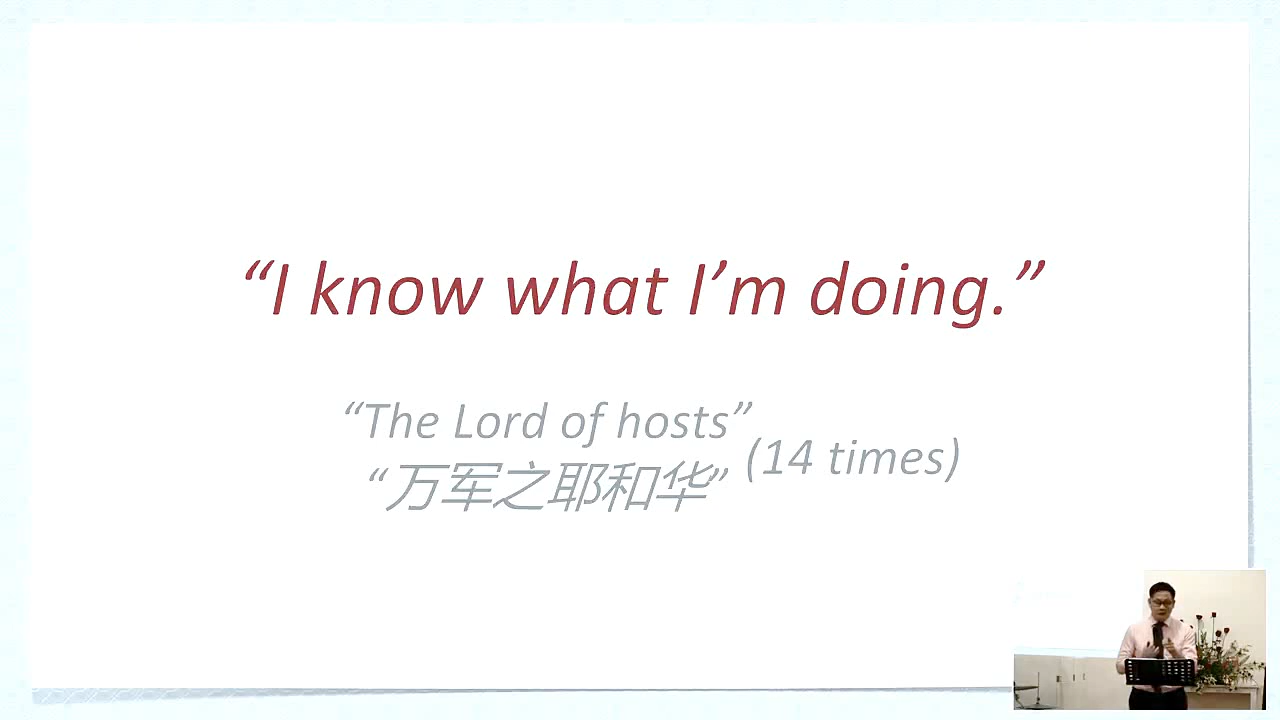 “I know what I’m doing.”
“The Lord of hosts”
(14 times)
“万军之耶和华”